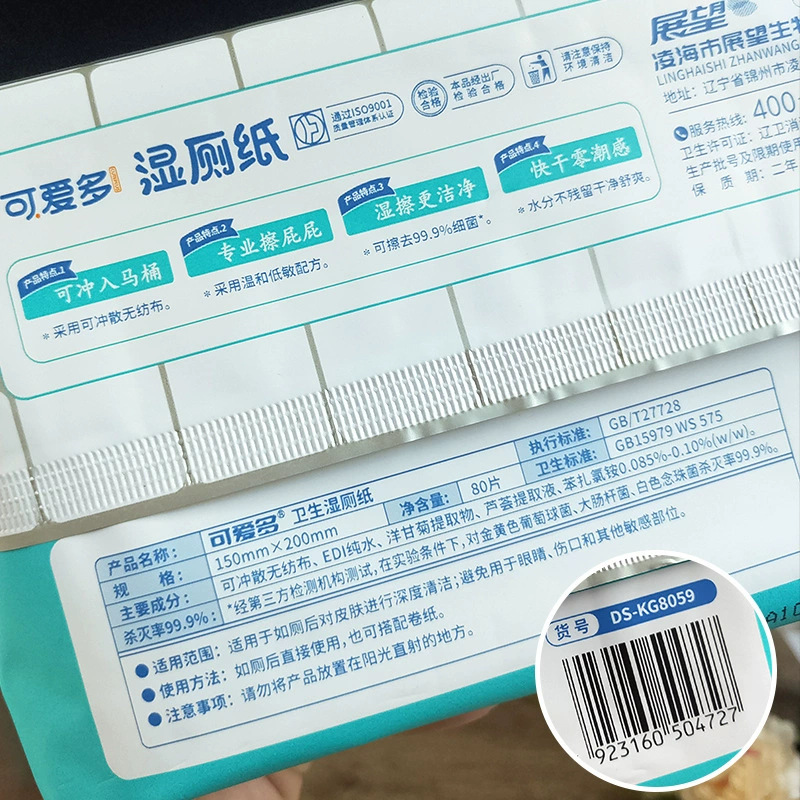 可爱多 湿厕纸
通过ISO9001
质量管理体系认证
检验
合格
本品经出厂
检验合格
请注意保持
环境清洁
展望
凌海市展望生物
LINGHAISHI ZHANWANG
地址：辽宁省锦州市凌
服务热线：400
卫生许可证：辽卫消
生产批号及限期使用
保 质 期：二年
产品特点.1
可冲入马桶
*采用可冲散无纺布。
产品特点.2
专业擦屁屁
*采用温和低敏配方。
产品特点.3
湿擦更洁净
*可擦去99.9%细菌*。
产品特点.4
快干零潮感
*水分不残留干净舒爽。
产品名称： 可爱多® 卫生湿厕纸 净含量： 80片 执行标准： GB/T27728
规 格： 150mm×200mm 卫生标准： GB15979 WS 575
主要成分： 可冲散无纺布、EDI纯水、洋甘菊提取物、芦荟提取液、苯扎氯铵0.085%-0.10%(w/w)。
杀灭率99.9%： *经第三方检测机构测试,在实验条件下,对金黄色葡萄球菌、大肠杆菌、白色念珠菌杀灭率99.9%。
● 适用范围：适用于如厕后对皮肤进行深度清洁;避免用于眼睛、伤口和其他敏感部位。
● 使用方法：如厕后直接使用,也可搭配卷纸。
● 注意事项：请勿将产品放置在阳光直射的地方。
货号 DS-KG8059
923160 504727